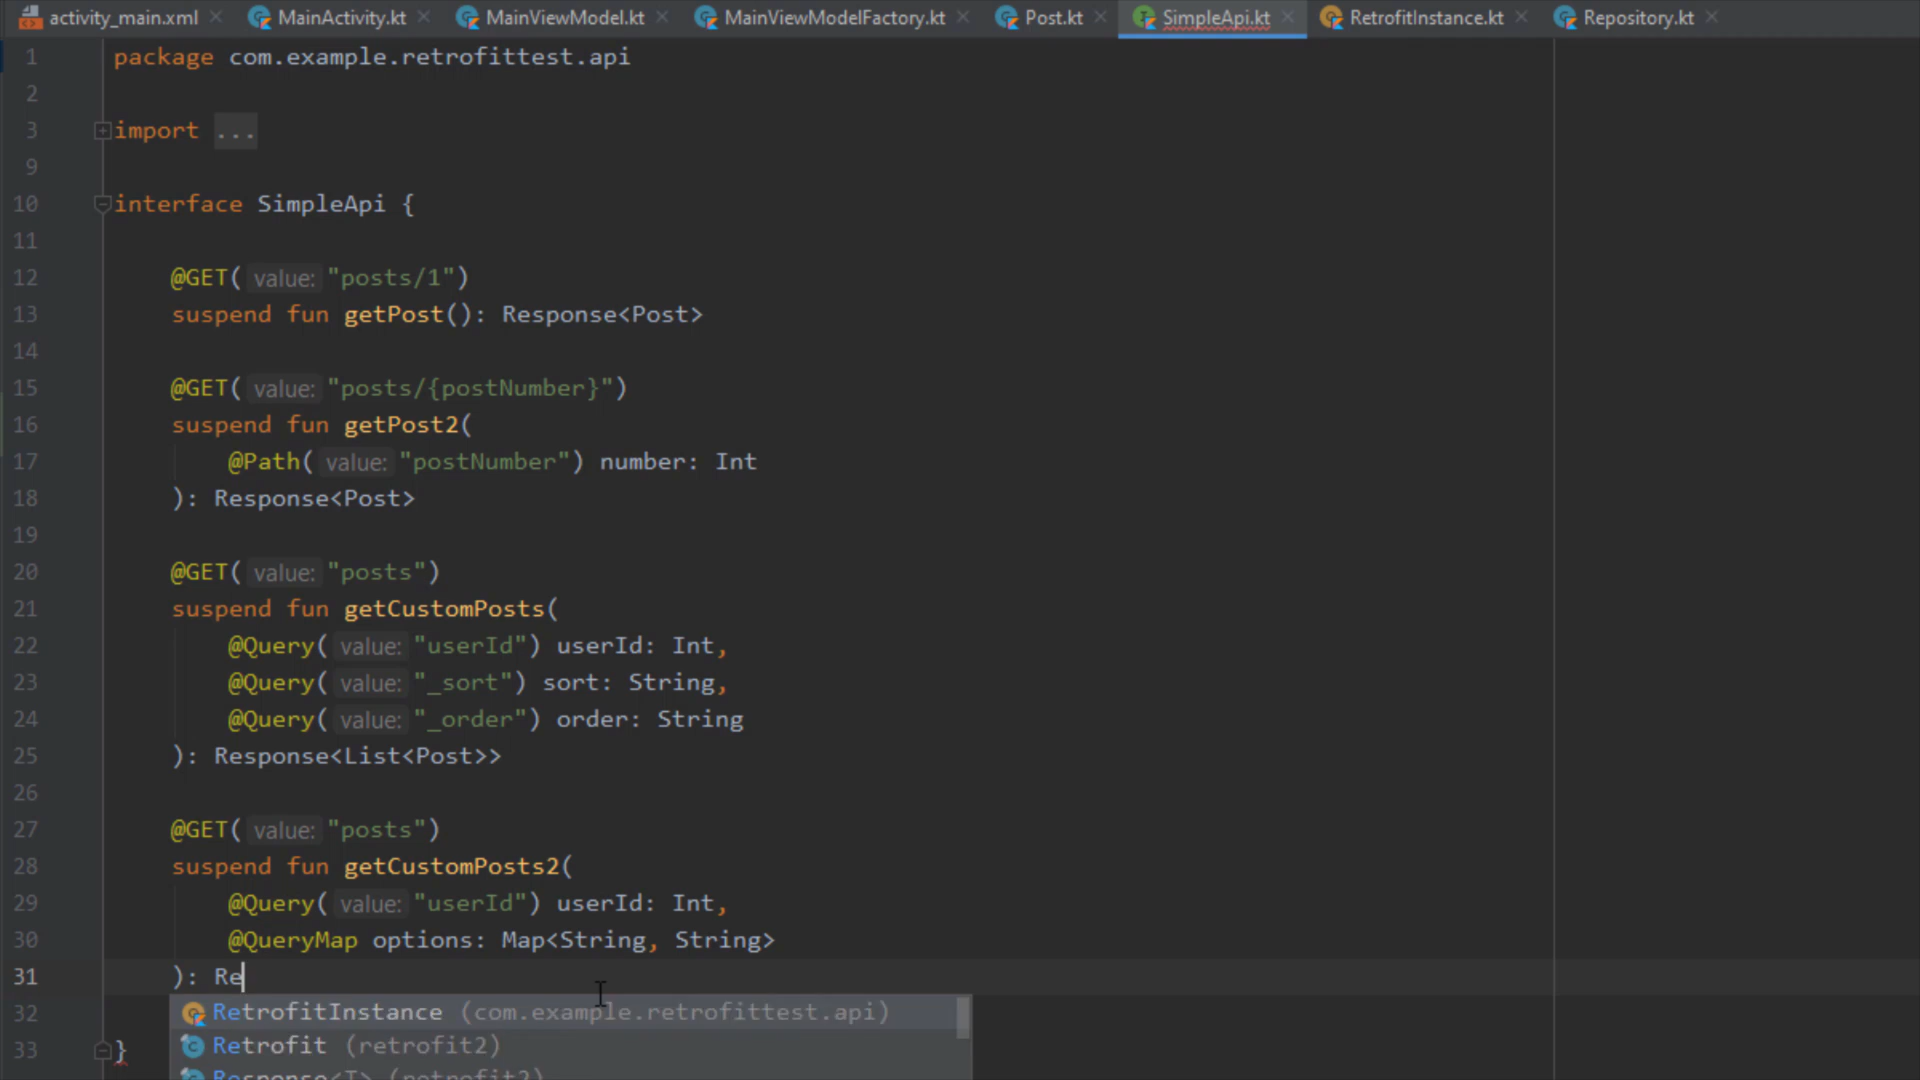 activity_main.xml MainActivity.kt MainViewModel.kt MainViewModelFactory.kt Post.kt SimpleApi.kt RetrofitInstance.kt Repository.kt
1 package com.example.retrofittest.api
2
3 import ...
9
10 interface SimpleApi {
11
12 @GET( value: "posts/1")
13 suspend fun getPost(): Response<Post>
14
15 @GET( value: "posts/{postNumber}")
16 suspend fun getPost2(
17 @Path( value: "postNumber") number: Int
18 ): Response<Post>
19
20 @GET( value: "posts")
21 suspend fun getCustomPosts(
22 @Query( value: "userId") userId: Int,
23 @Query( value: "_sort") sort: String,
24 @Query( value: "_order") order: String
25 ): Response<List<Post>>
26
27 @GET( value: "posts")
28 suspend fun getCustomPosts2(
29 @Query( value: "userId") userId: Int,
30 @QueryMap options: Map<String, String>
31 ): Re
32 RetrofitInstance (com.example.retrofittest.api)
33 } Retrofit (retrofit2)
Response<T> (retrofit2)